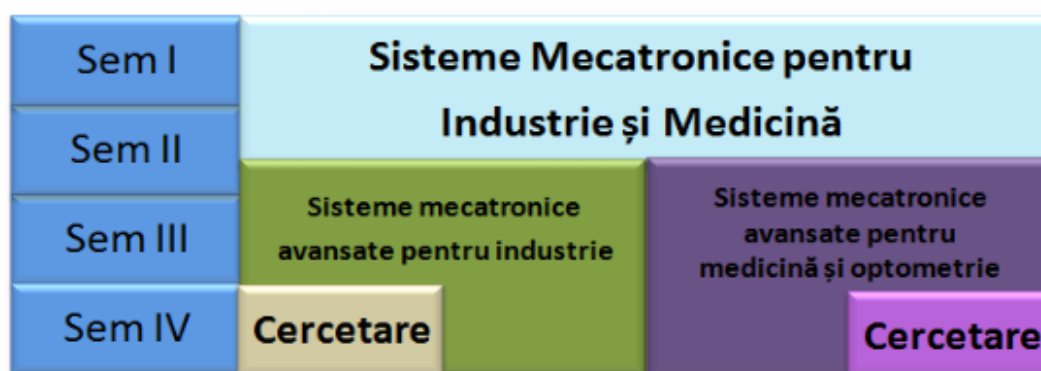 Sem I
Sisteme Mecatronice pentru
Industrie și Medicină
Sem II
Sem III
Sisteme mecatronice
avansate pentru industrie
Sisteme mecatronice
avansate pentru
medicină și optometrie
Sem IV
Cercetare
Cercetare